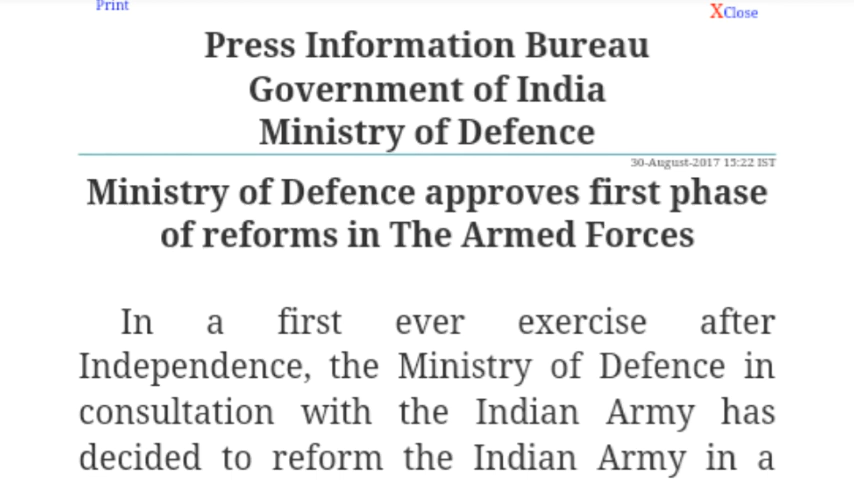 Print
XClose
Press Information Bureau
Government of India
Ministry of Defence
30-August-2017 15:22 IST
Ministry of Defence approves first phase
of reforms in The Armed Forces
In a first ever exercise after
Independence, the Ministry of Defence in
consultation with the Indian Army has
decided to reform the Indian Army in a